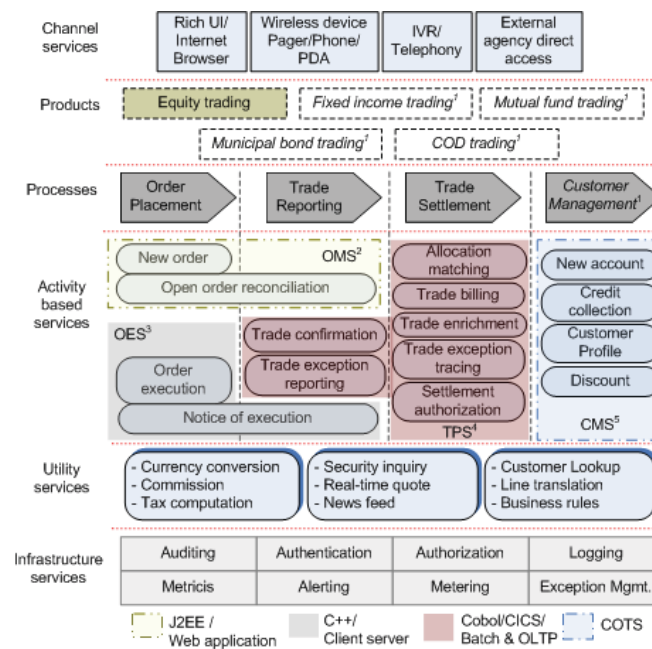 Channel services
Rich UI/
Internet
Browser
Wireless device
Pager/Phone/
PDA
IVR/
Telephony
External
agency direct
access
Products
Equity trading
Fixed income trading¹
Mutual fund trading¹
Municipal bond trading¹
COD trading¹
Processes
Order
Placement
Trade
Reporting
Trade
Settlement
Customer
Management¹
Activity
based
services
New order
OMS²
Open order reconciliation
OES³
Order
execution
Notice of execution
Trade confirmation
Trade exception
reporting
Allocation
matching
Trade billing
Trade enrichment
Trade exception
tracing
Settlement
authorization
TPS⁴
New account
Credit
collection
Customer
Profile
Discount
CMS⁵
Utility
services
- Currency conversion
- Commission
- Tax computation
- Security inquiry
- Real-time quote
- News feed
- Customer Lookup
- Line translation
- Business rules
Infrastructure
services
Auditing
Authentication
Authorization
Logging
Metricis
Alerting
Metering
Exception Mgmt.
J2EE /
Web application
C++/
Client server
Cobol/CICS/
Batch & OLTP
COTS